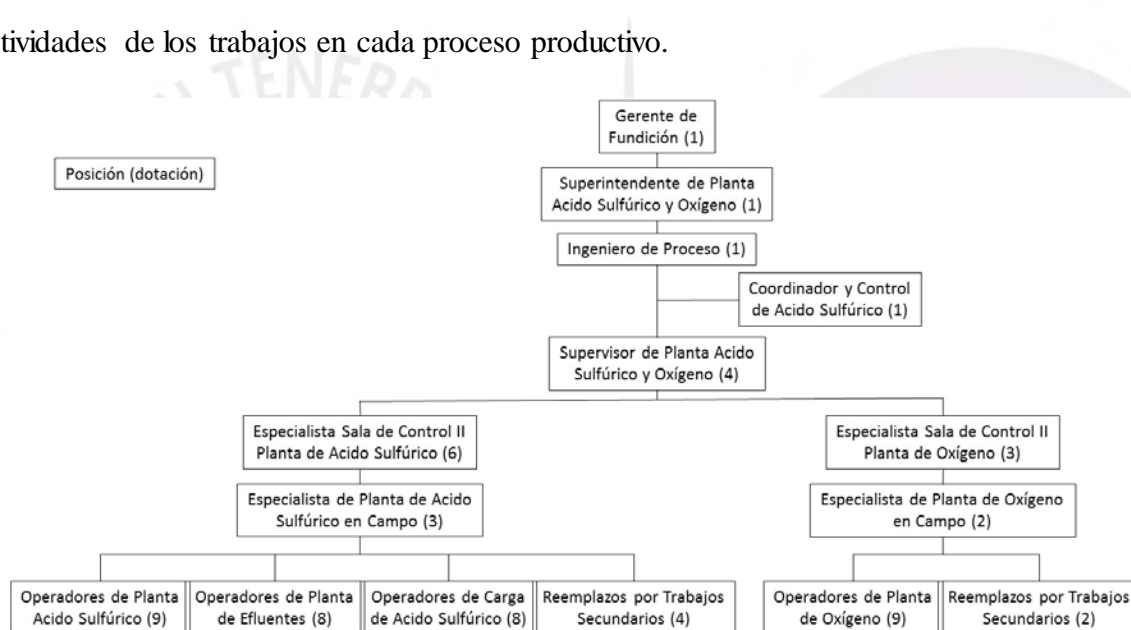 tividades de los trabajos en cada proceso productivo.
TENEBR
Gerente de
Fundición (1)
Posición (dotación)
Superintendente de Planta
Acido Sulfúrico y Oxígeno (1)
Ingeniero de Proceso (1)
Coordinador y Control
de Acido Sulfúrico (1)
Supervisor de Planta Acido
Sulfúrico y Oxígeno (4)
Especialista Sala de Control II
Planta de Acido Sulfúrico (6)
Especialista Sala de Control II
Planta de Oxígeno (3)
Especialista de Planta de Acido
Sulfúrico en Campo (3)
Especialista de Planta de Oxígeno
en Campo (2)
Operadores de Planta
Acido Sulfúrico (9)
Operadores de Planta
de Efluentes (8)
Operadores de Carga
de Acido Sulfúrico (8)
Reemplazos por Trabajos
Secundarios (4)
Operadores de Planta
de Oxígeno (9)
Reemplazos por Trabajos
Secundarios (2)